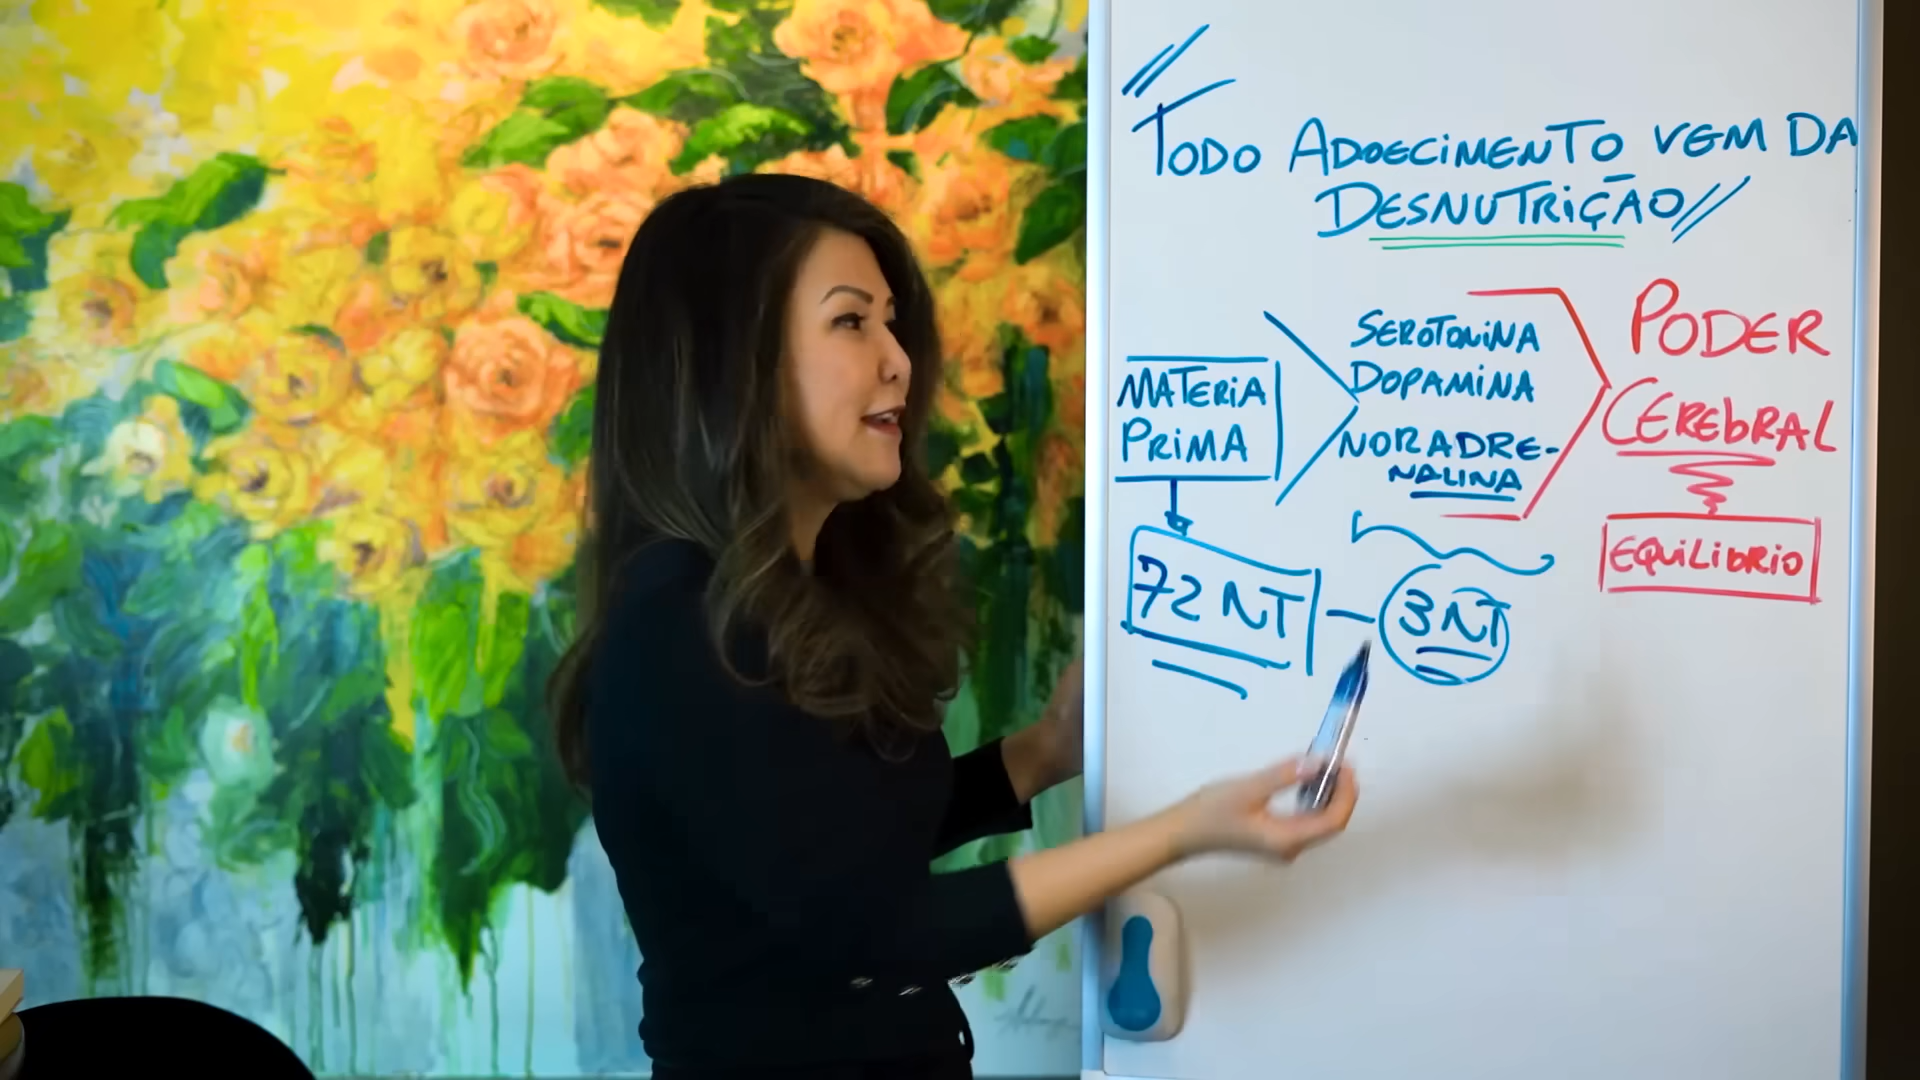 TODO ADOECIMENTO VEM DA
DESNUTRIÇÃO
MATERIA
PRIMA
SEROTONINA
DOPAMINA
NORADRE-
NALINA
PODER
CEREBRAL
EQUILIBRIO
72 NT
3 NT